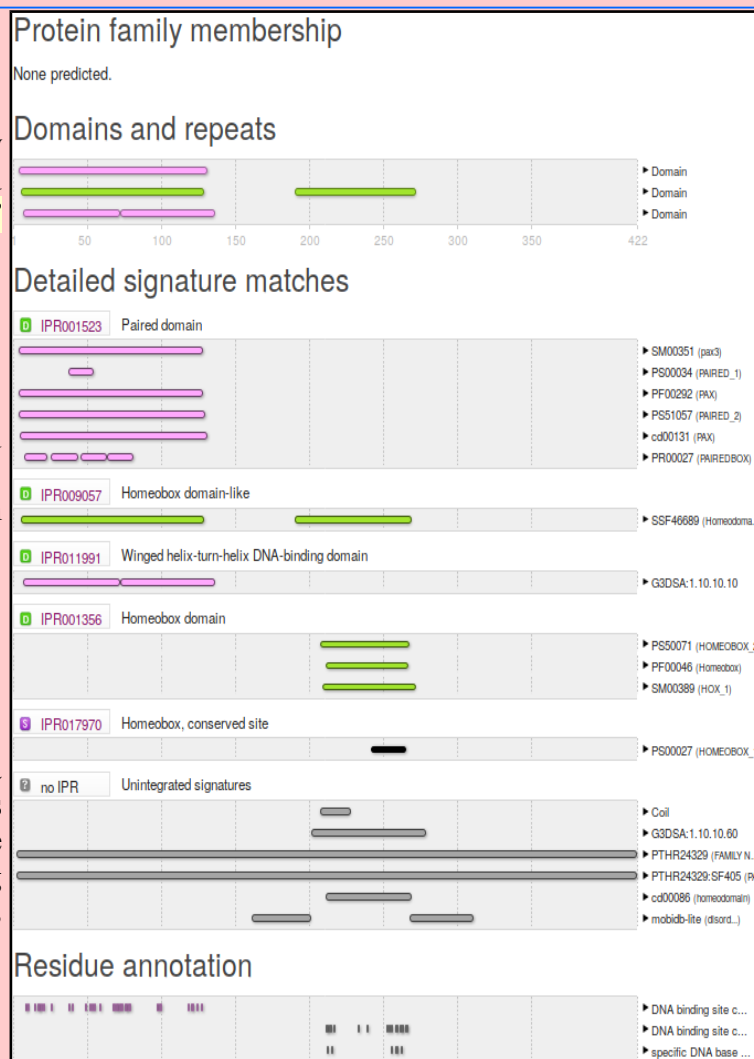 Protein family membership
None predicted.
Domains and repeats
Domain
Domain
Domain
1 50 100 150 200 250 300 350 422
Detailed signature matches
D IPR001523 Paired domain
SM00351 (pax3)
PS00034 (PAIRED_1)
PF00292 (PAX)
PS51057 (PAIRED_2)
cd00131 (PAX)
PR00027 (PAIREDBOX)
D IPR009057 Homeobox domain-like
SSF46689 (Homeodoma..
D IPR011991 Winged helix-turn-helix DNA-binding domain
G3DSA:1.10.10.10
D IPR001356 Homeobox domain
PS50071 (HOMEOBOX_
PF00046 (Homeobox)
SM00389 (HOX_1)
S IPR017970 Homeobox, conserved site
PS00027 (HOMEOBOX_
? no IPR Unintegrated signatures
Coil
G3DSA:1.10.10.60
PTHR24329 (FAMILY N..
PTHR24329:SF405 (P
cd00086 (homeodomain)
mobidb-lite (disord...)
Residue annotation
DNA binding site c...
DNA binding site c...
specific DNA base ...